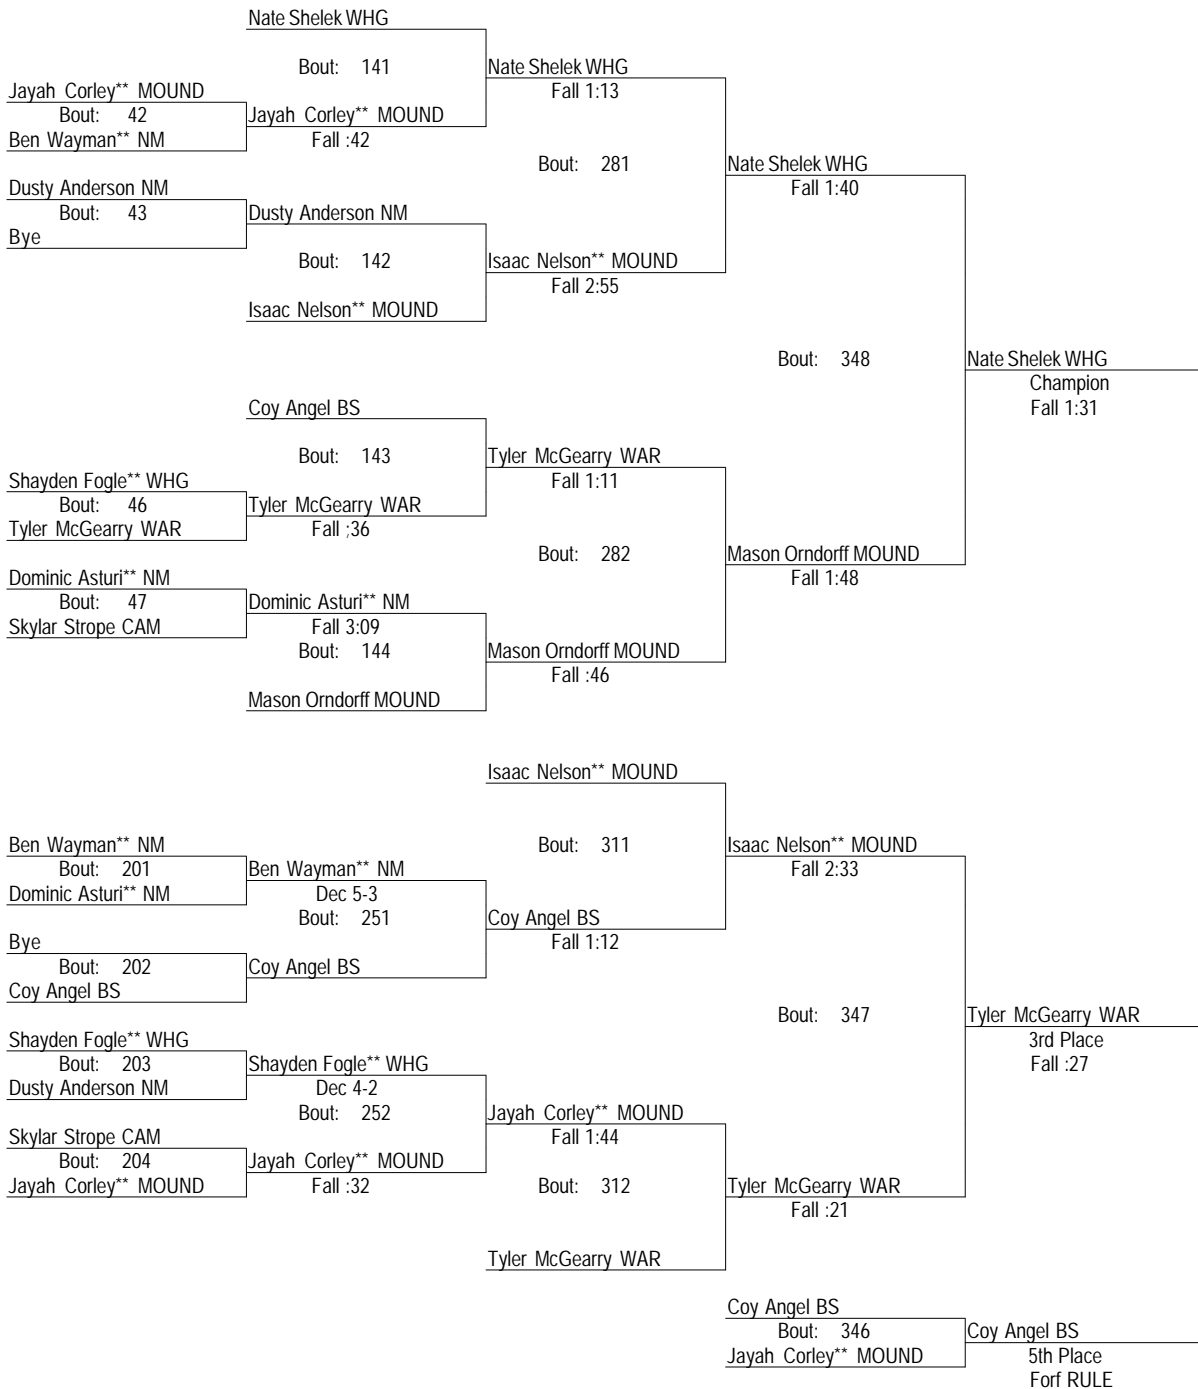 Nate Shelek WHG
Bout: 141
Nate Shelek WHG
Fall 1:13
Jayah Corley** MOUND
Bout: 42
Ben Wayman** NM
Jayah Corley** MOUND
Fall :42
Bout: 281
Nate Shelek WHG
Fall 1:40
Dusty Anderson NM
Bout: 43
Bye
Dusty Anderson NM
Bout: 142
Isaac Nelson** MOUND
Fall 2:55
Isaac Nelson** MOUND
Bout: 348
Nate Shelek WHG
Champion
Fall 1:31
Coy Angel BS
Bout: 143
Tyler McGearry WAR
Fall 1:11
Shayden Fogle** WHG
Bout: 46
Tyler McGearry WAR
Tyler McGearry WAR
Fall ;36
Bout: 282
Mason Orndorff MOUND
Fall 1:48
Dominic Asturi** NM
Bout: 47
Skylar Strope CAM
Dominic Asturi** NM
Fall 3:09
Bout: 144
Mason Orndorff MOUND
Fall :46
Mason Orndorff MOUND
Isaac Nelson** MOUND
Bout: 311
Isaac Nelson** MOUND
Fall 2:33
Ben Wayman** NM
Bout: 201
Dominic Asturi** NM
Ben Wayman** NM
Dec 5-3
Bout: 251
Coy Angel BS
Fall 1:12
Bye
Bout: 202
Coy Angel BS
Coy Angel BS
Bout: 347
Tyler McGearry WAR
3rd Place
Fall :27
Shayden Fogle** WHG
Bout: 203
Dusty Anderson NM
Shayden Fogle** WHG
Dec 4-2
Bout: 252
Jayah Corley** MOUND
Fall 1:44
Skylar Strope CAM
Bout: 204
Jayah Corley** MOUND
Jayah Corley** MOUND
Fall :32
Bout: 312
Tyler McGearry WAR
Fall :21
Tyler McGearry WAR
Coy Angel BS
Bout: 346
Jayah Corley** MOUND
Coy Angel BS
5th Place
Forf RULE